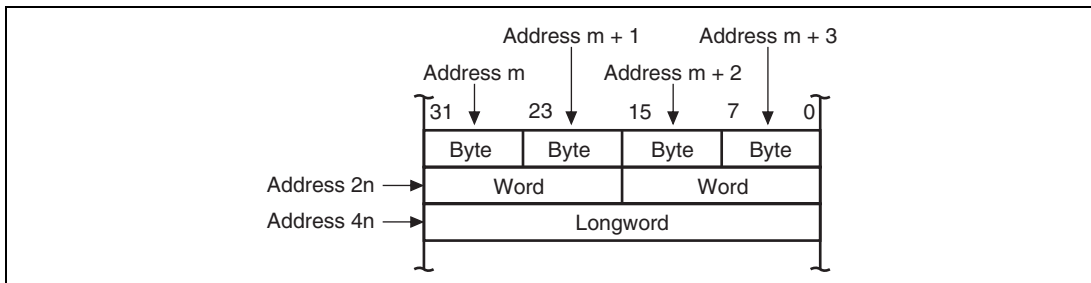 Address m + 1 Address m + 3
Address m Address m + 2
31 23 15 7 0
Byte Byte Byte Byte
Address 2n Word Word
Address 4n Longword